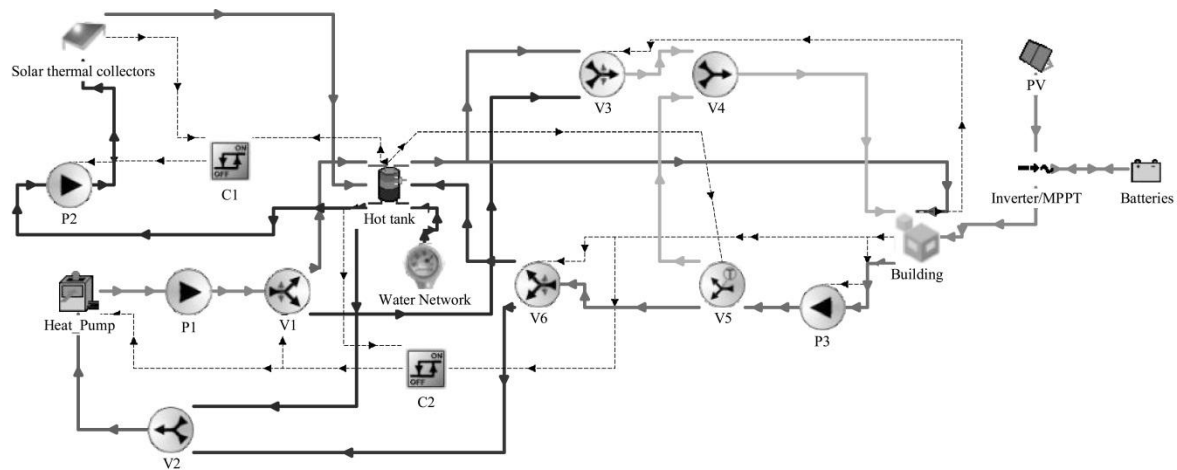 Solar thermal collectors
V3
V4
PV
ON
OFF
C1
P2
Hot tank
Inverter/MPPT
Batteries
Building
Water Network
Heat_Pump
P1
V1
V6
T
V5
P3
ON
OFF
C2
V2